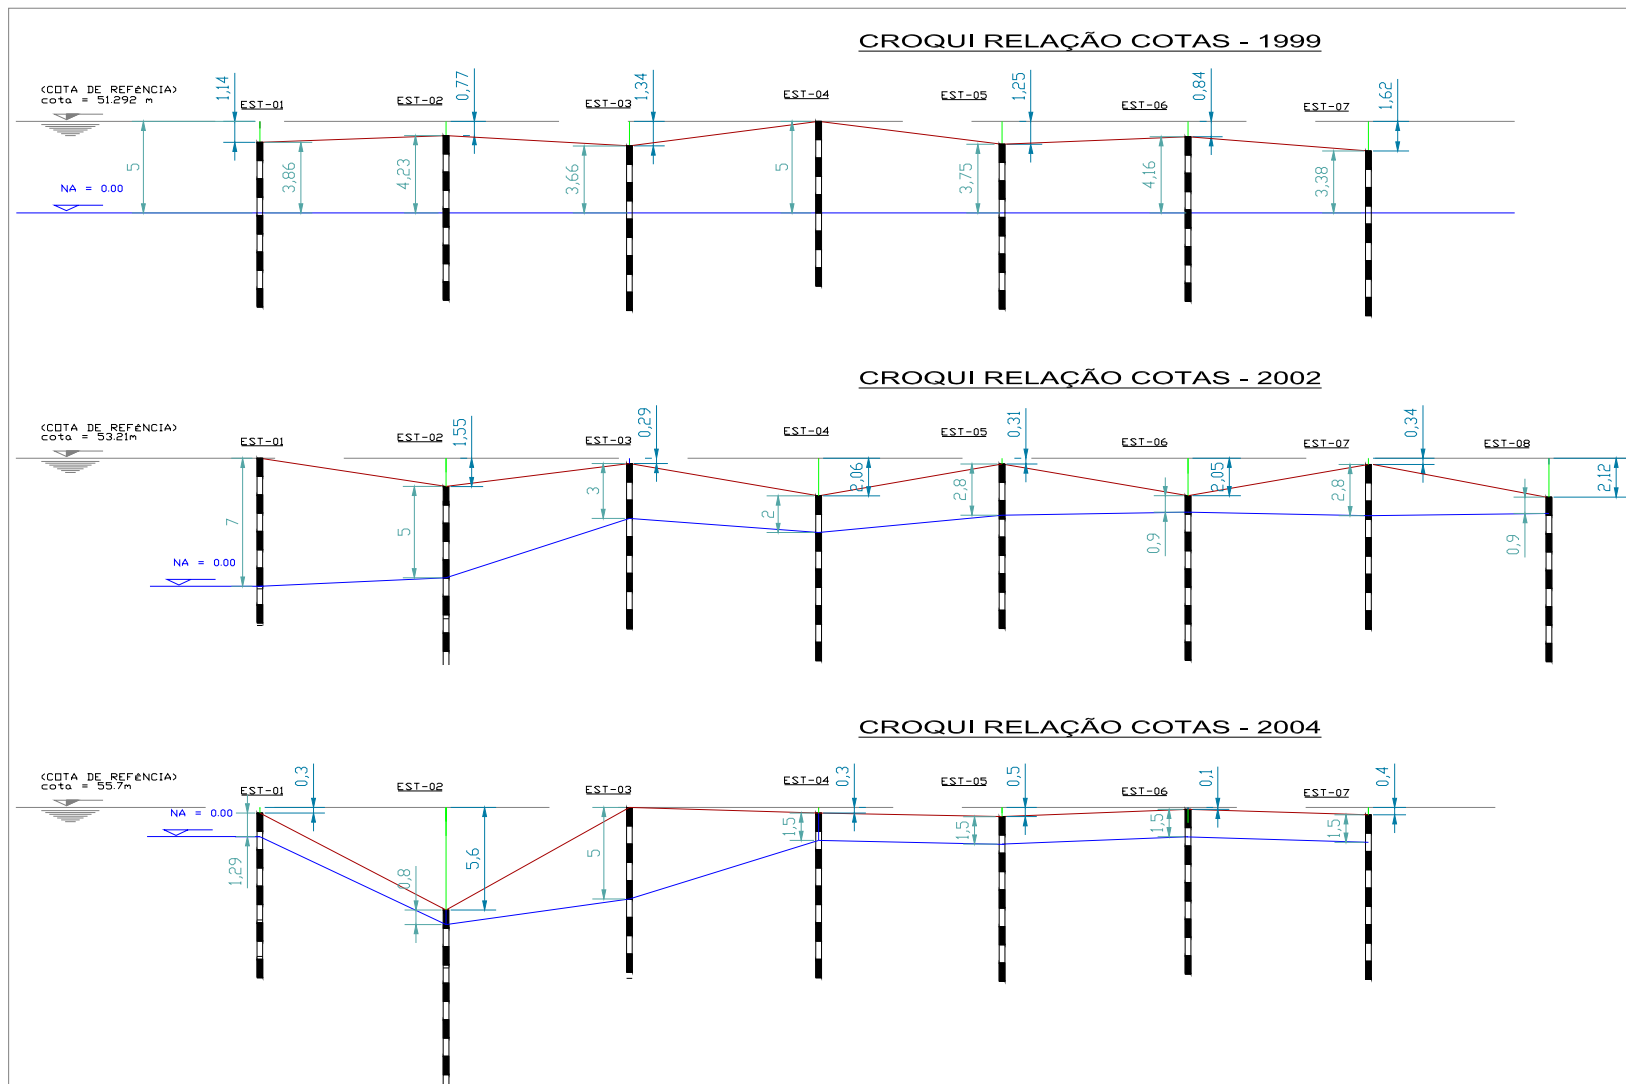 CROQUI RELAÇÃO COTAS - 1999
(COTA DE REFÊNCIA)
cota = 51.292 m
1,14
0,77
1,34
1,25
0,84
1,62
EST-01
EST-02
EST-03
EST-04
EST-05
EST-06
EST-07
5
3,86
4,23
3,66
5
3,75
4,16
3,38
NA = 0.00
CROQUI RELAÇÃO COTAS - 2002
(COTA DE REFÊNCIA)
cota = 53.21m
EST-01
EST-02
EST-03
EST-04
EST-05
EST-06
EST-07
EST-08
1,55
0,29
2,06
0,31
2,05
0,34
2,12
7
5
3
2
2,8
0,9
2,8
0,9
NA = 0.00
CROQUI RELAÇÃO COTAS - 2004
(COTA DE REFÊNCIA)
cota = 55.7m
EST-01
EST-02
EST-03
EST-04
EST-05
EST-06
EST-07
0,3
5,6
0,3
0,5
0,1
0,4
NA = 0.00
1,29
0,8
5
1,5
1,5
1,5
1,5